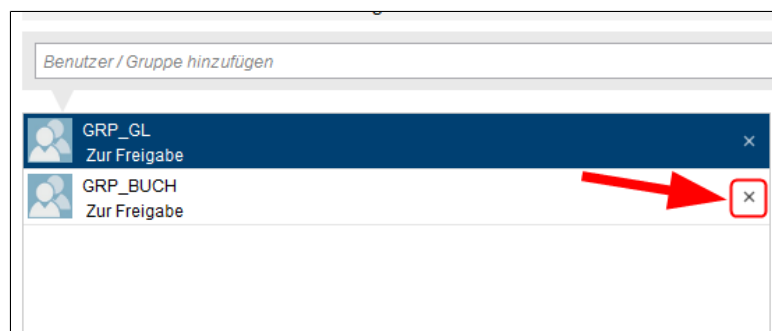 Benutzer / Gruppe hinzufügen
GRP_GL
Zur Freigabe
GRP_BUCH
Zur Freigabe